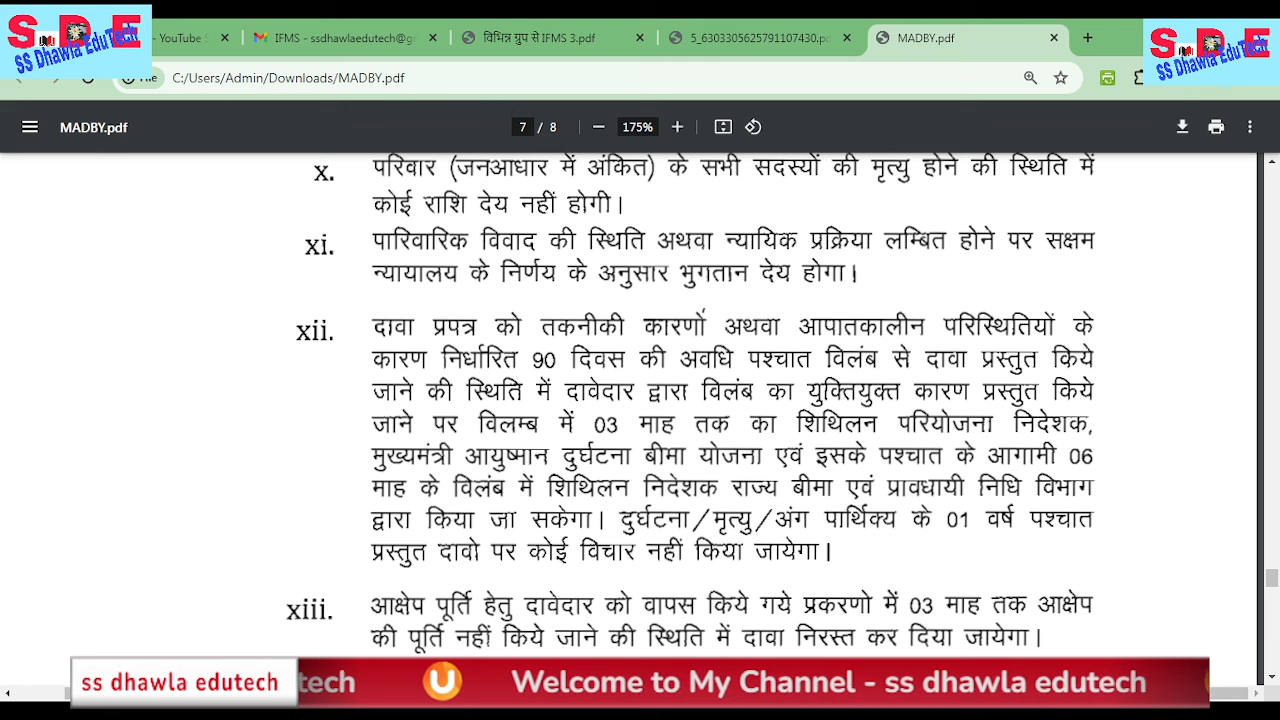 S D E
SS Dhawla EduTech
- YouTube S
IFMS - ssdhawlaedutech@g
विभिन्न ग्रुप से IFMS 3.pdf
5_6303305625791107430.pd
MADBY.pdf
S D E
SS Dhawla EduTech
File C:/Users/Admin/Downloads/MADBY.pdf
MADBY.pdf
7 / 8
175%
x. परिवार (जनआधार में अंकित) के सभी सदस्यों की मृत्यु होने की स्थिति में
कोई राशि देय नहीं होगी।
xi. पारिवारिक विवाद की स्थिति अथवा न्यायिक प्रक्रिया लम्बित होने पर सक्षम
न्यायालय के निर्णय के अनुसार भुगतान देय होगा।
xii. दावा प्रपत्र को तकनीकी कारणों अथवा आपातकालीन परिस्थितियों के
कारण निर्धारित 90 दिवस की अवधि पश्चात विलंब से दावा प्रस्तुत किये
जाने की स्थिति में दावेदार द्वारा विलंब का युक्तियुक्त कारण प्रस्तुत किये
जाने पर विलम्ब में 03 माह तक का शिथिलन परियोजना निदेशक,
मुख्यमंत्री आयुष्मान दुर्घटना बीमा योजना एवं इसके पश्चात के आगामी 06
माह के विलंब में शिथिलन निदेशक राज्य बीमा एवं प्रावधायी निधि विभाग
द्वारा किया जा सकेगा। दुर्घटना/मृत्यु/अंग पार्थिक्य के 01 वर्ष पश्चात
प्रस्तुत दावो पर कोई विचार नहीं किया जायेगा।
xiii. आक्षेप पूर्ति हेतु दावेदार को वापस किये गये प्रकरणो में 03 माह तक आक्षेप
की पूर्ति नहीं किये जाने की स्थिति में दावा निरस्त कर दिया जायेगा।
ss dhawla edutech
tech
Welcome to My Channel - ss dhawla edutech